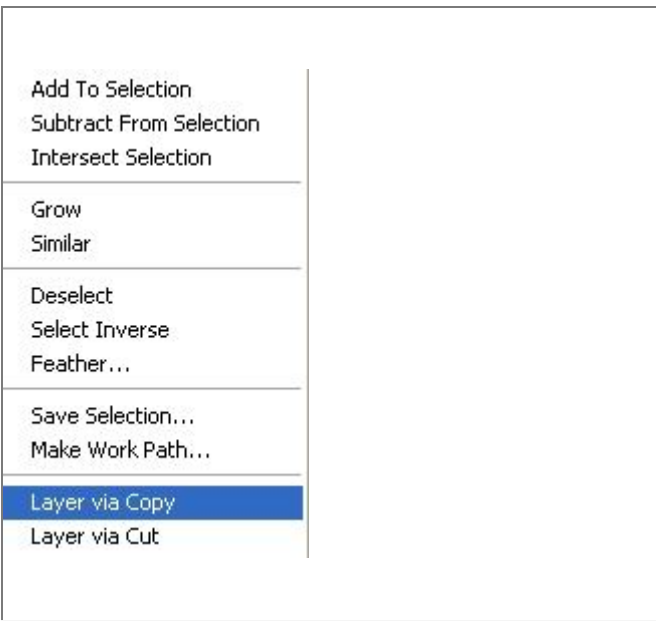 Add To Selection
Subtract From Selection
Intersect Selection
Grow
Similar
Deselect
Select Inverse
Feather...
Save Selection...
Make Work Path...
Layer via Copy
Layer via Cut